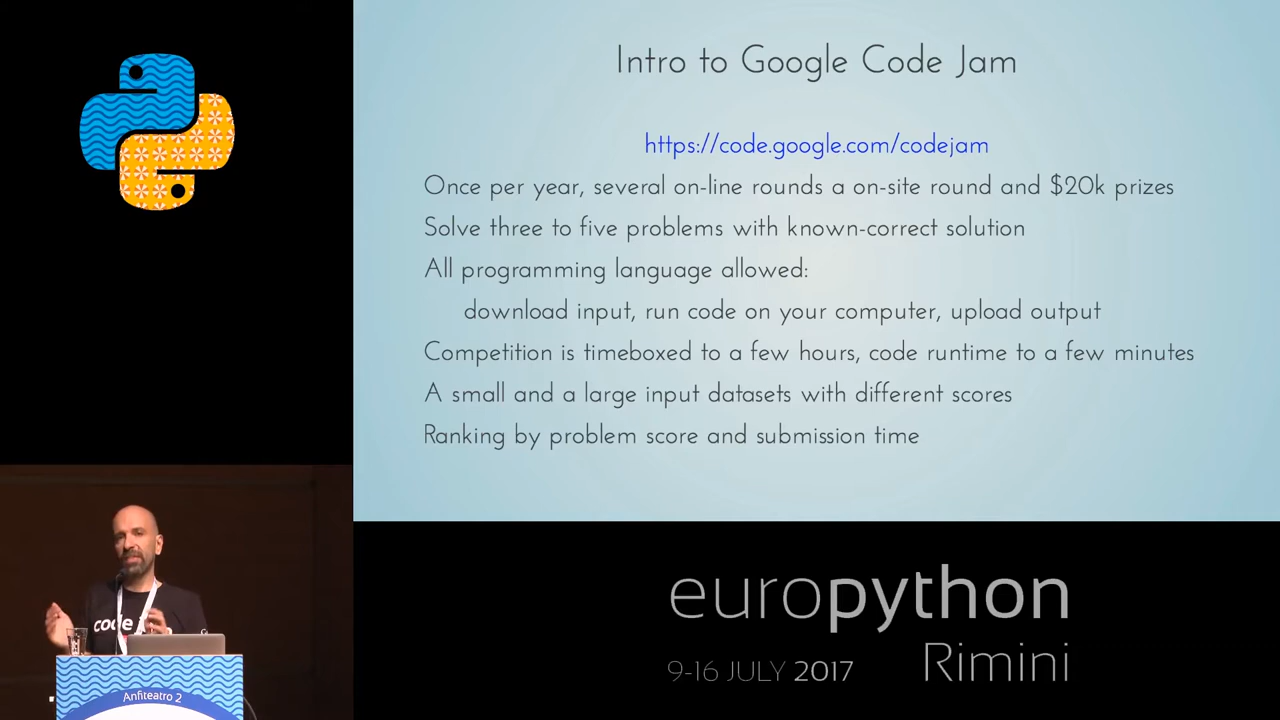 Intro to Google Code Jam
https://code.google.com/codejam
Once per year, several on-line rounds a on-site round and $20k prizes
Solve three to five problems with known-correct solution
All programming language allowed:
download input, run code on your computer, upload output
Competition is timeboxed to a few hours, code runtime to a few minutes
A small and a large input datasets with different scores
Ranking by problem score and submission time
code
Anfiteatro 2
europython
9-16 JULY 2017
Rimini